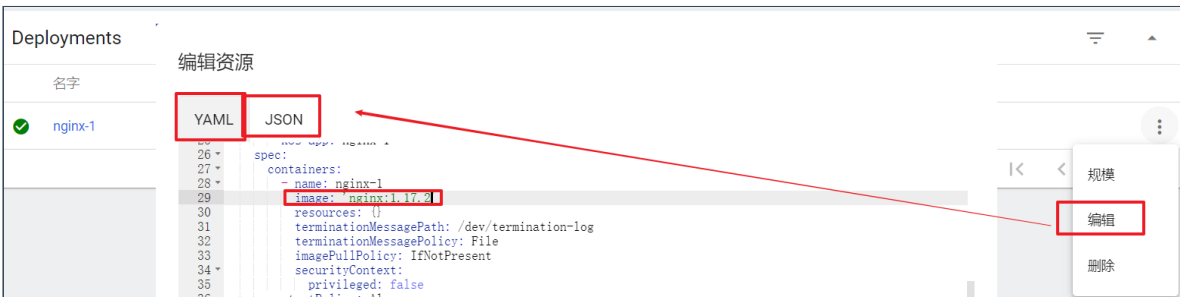 Deployments
编辑资源
名字
YAML JSON
nginx-1
26 spec:
27 containers:
28 - name: nginx-1
29 image: 'nginx:1.17.2
30 resources: {}
31 terminationMessagePath: /dev/termination-log
32 terminationMessagePolicy: File
33 imagePullPolicy: IfNotPresent
34 securityContext:
35 privileged: false
规模
编辑
删除